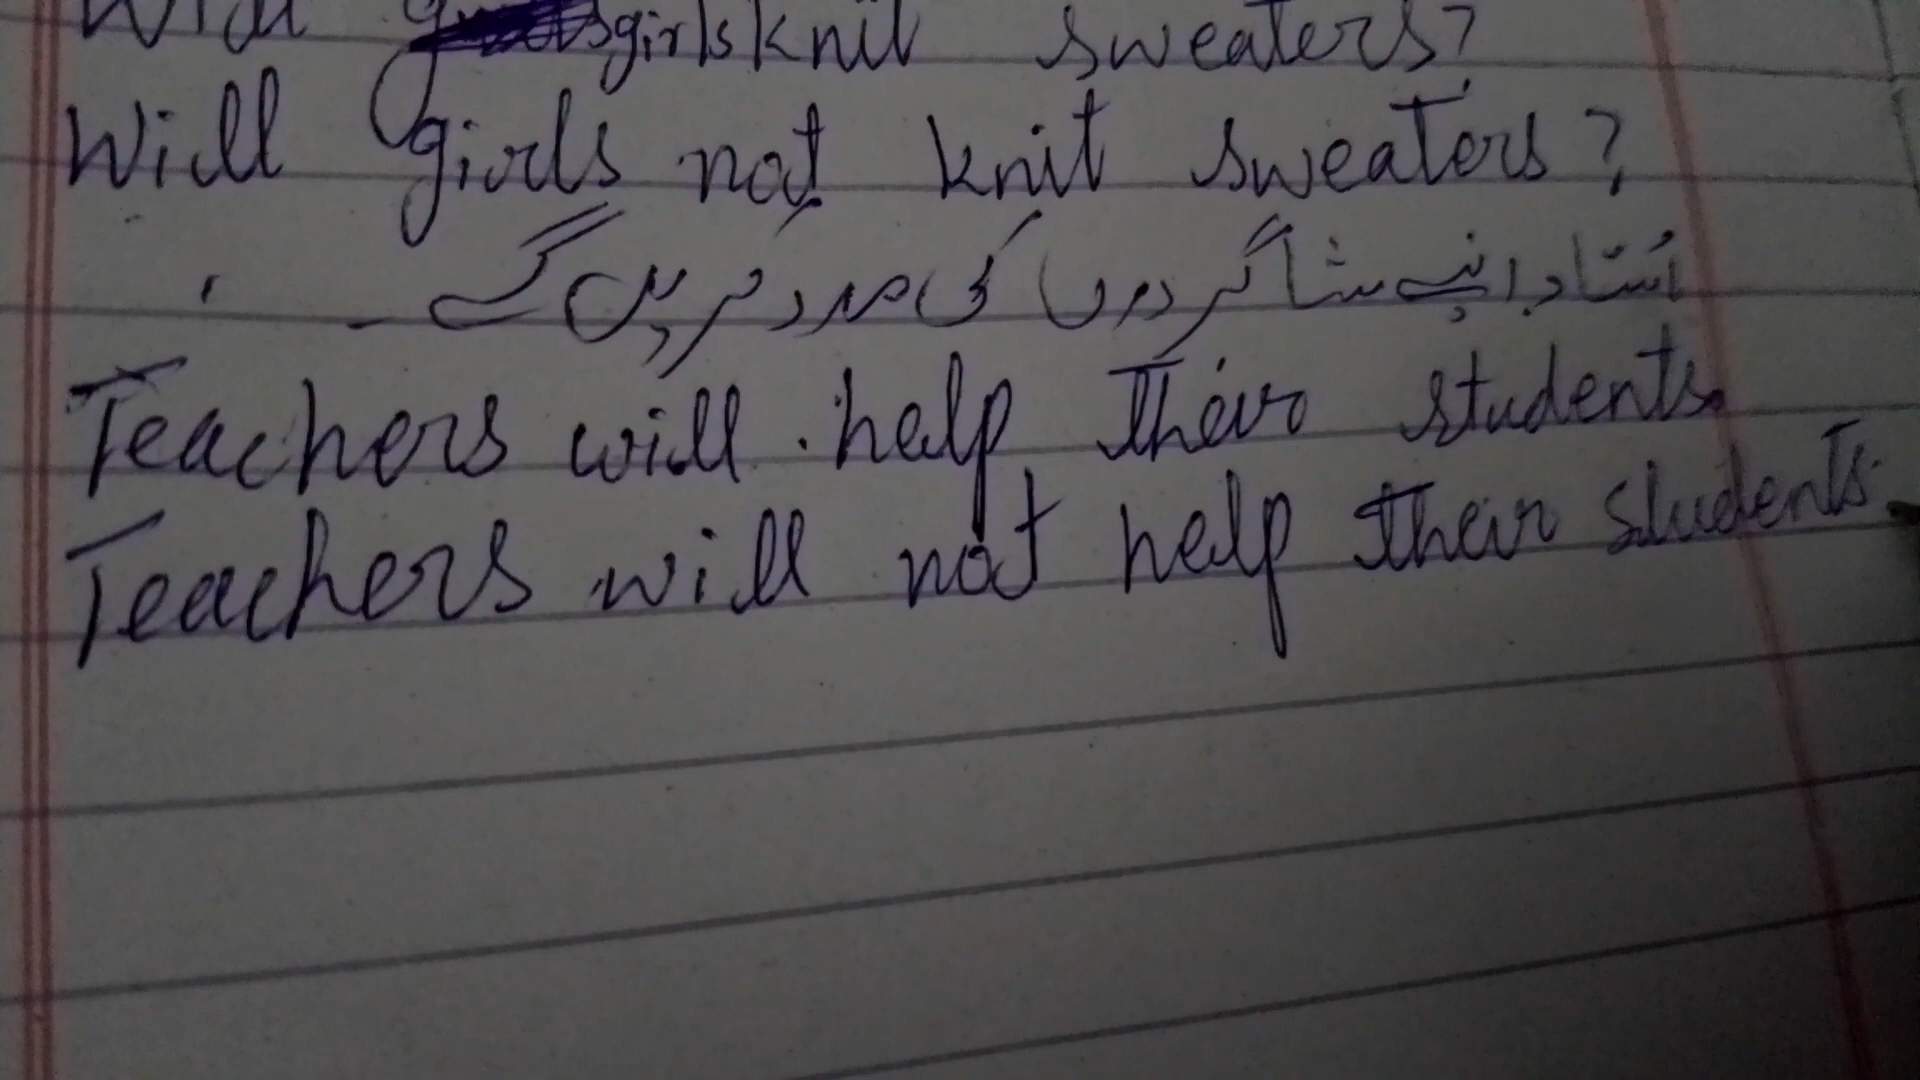 Will girls knit sweaters?
Will girls not knit sweaters?
استاد اپنے شاگردوں کی مدد کریں گے۔
Teachers will help their students.
Teachers will not help their students.